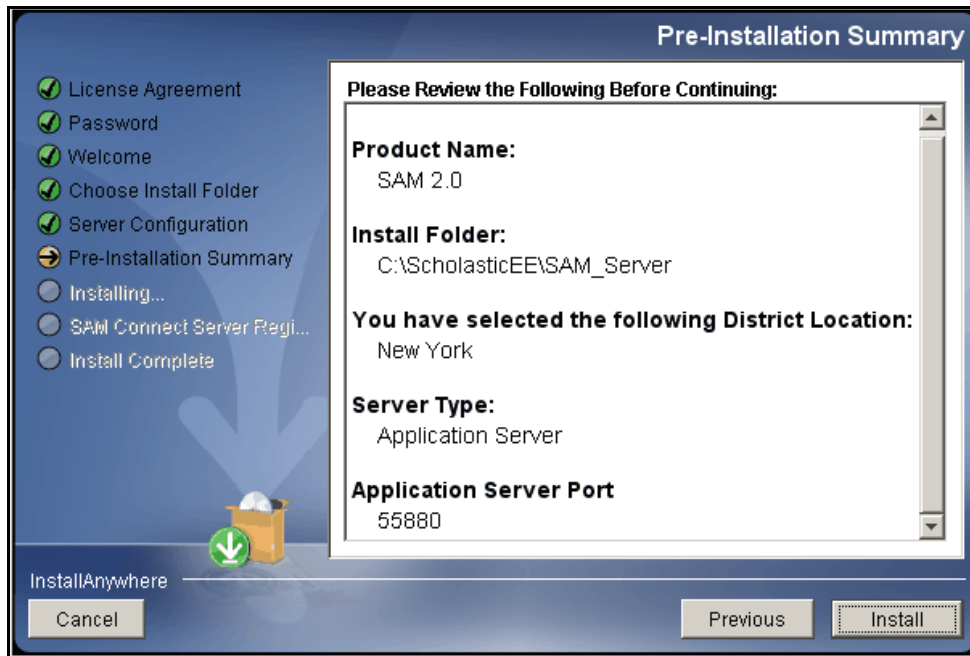 Pre-Installation Summary
License Agreement
Password
Welcome
Choose Install Folder
Server Configuration
Pre-Installation Summary
Installing...
SAM Connect Server Regi...
Install Complete
Please Review the Following Before Continuing:
Product Name:
SAM 2.0
Install Folder:
C:\ScholasticEE\SAM_Server
You have selected the following District Location:
New York
Server Type:
Application Server
Application Server Port
55880
InstallAnywhere
Cancel
Previous
Install